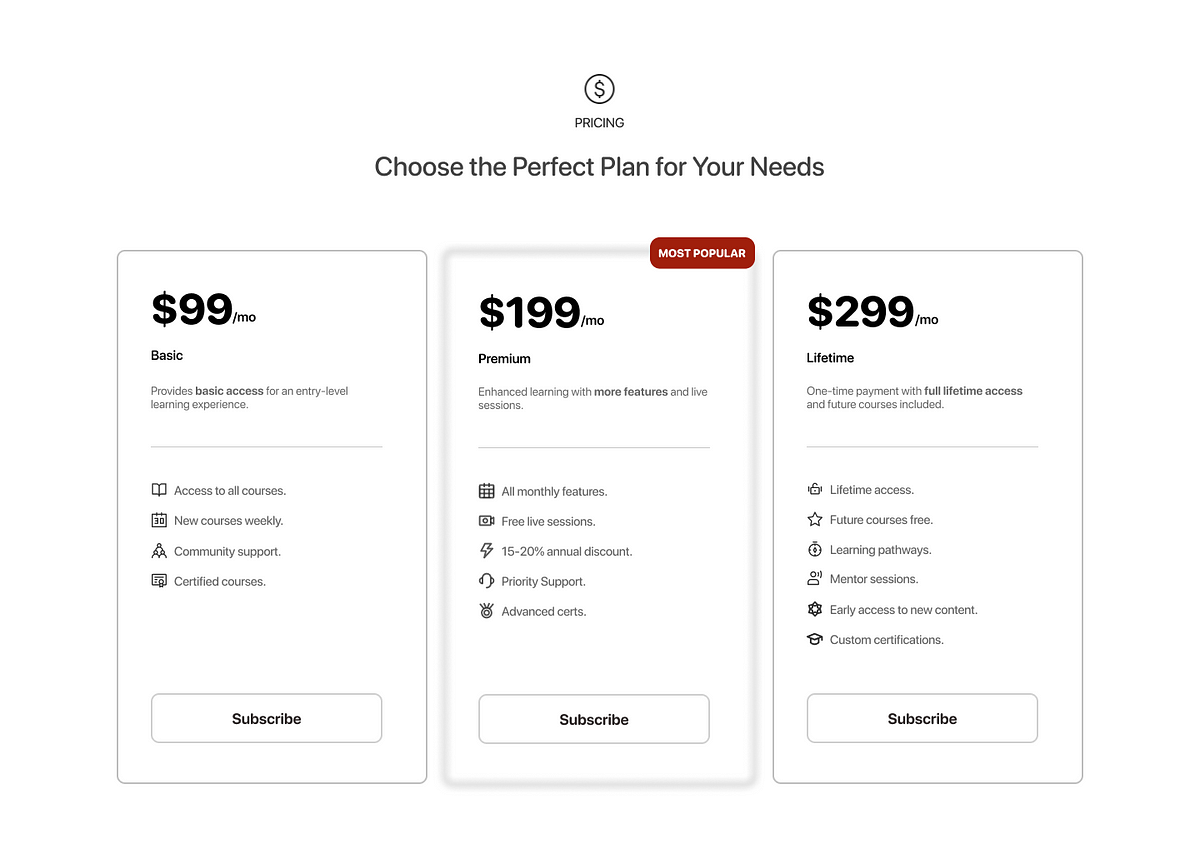 $
PRICING
Choose the Perfect Plan for Your Needs
$99/mo
Basic
Provides basic access for an entry-level
learning experience.
Access to all courses.
30 New courses weekly.
Community support.
Certified courses.
Subscribe
MOST POPULAR
$199/mo
Premium
Enhanced learning with more features and live
sessions.
All monthly features.
Free live sessions.
15-20% annual discount.
Priority Support.
Advanced certs.
Subscribe
$299/mo
Lifetime
One-time payment with full lifetime access
and future courses included.
Lifetime access.
Future courses free.
Learning pathways.
Mentor sessions.
Early access to new content.
Custom certifications.
Subscribe